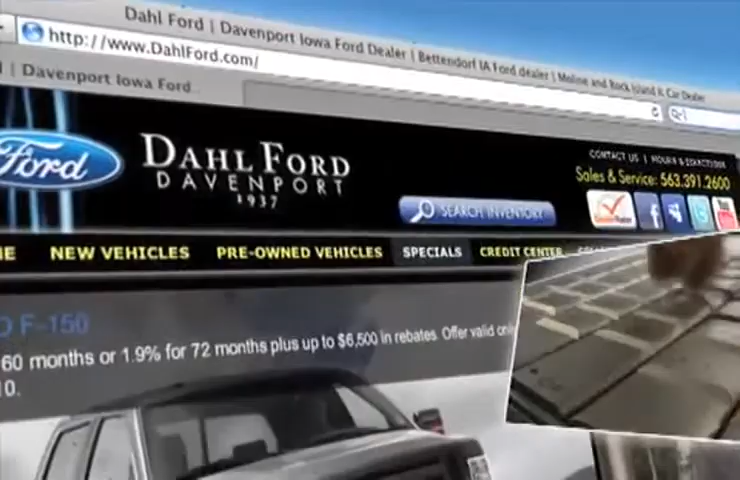 Dahl Ford | Davenport Iowa Ford Dealer | Bettendorf IA Ford dealer | Moline and Rock Island IL Car Dealer
http://www.DahlFord.com/
| Davenport Iowa Ford...
Ford
DAHL FORD
DAVENPORT
1937
CONTACT US | HOURS & DIRECTIONS
Sales & Service: 563.391.2600
SEARCH INVENTORY
You
NEW VEHICLES PRE-OWNED VEHICLES SPECIALS CREDIT CENTER
F-150
60 months or 1.9% for 72 months plus up to $6,500 in rebates. Offer valid
10.